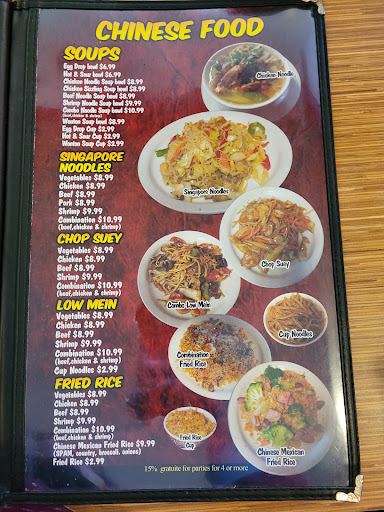 CHINESE FOOD
SOUPS
Egg Drop bowl $6.99
Hot & Sour bowl $6.99
Chicken Noodle Soup bowl $8.99
Chicken Sizzling Soup bowl $8.99
Beef Noodle Soup bowl $8.99
Shrimp Noodle Soup bowl $9.99
Combo Noodle Soup bowl $10.99
(beef,chicken & shrimp)
Wonton Soup bowl $8.99
Egg Drop Cup $2.99
Hot & Sour Cup $2.99
Wonton Soup Cup $2.99
SINGAPORE
NOODLES
Vegetables $8.99
Chicken $8.99
Beef $8.99
Pork $8.99
Shrimp $9.99
Combination $10.99
(beef,chicken & shrimp)
CHOP SUEY
Vegetables $8.99
Chicken $8.99
Beef $8.99
Shrimp $9.99
Combination $10.99
(beef,chicken & shrimp)
LOW MEIN
Vegetables $8.99
Chicken $8.99
Beef $8.99
Shrimp $9.99
Combination $10.99
(beef,chicken & shrimp)
Cup Noodles $2.99
FRIED RICE
Vegetables $8.99
Chicken $8.99
Beef $8.99
Shrimp $9.99
Combination $10.99
(beef,chicken & shrimp)
Chinese Mexican Fried Rice $9.99
(SPAM, country, broccoli, onions)
Fried Rice $2.99
Chicken Noodle
Singapore Noodles
Chop Suey
Combo Low Mein
Cup Noodles
Combination
Fried Rice
Fried Rice
Cup
Chinese Mexican
Fried Rice
15% gratuite for parties for 4 or more